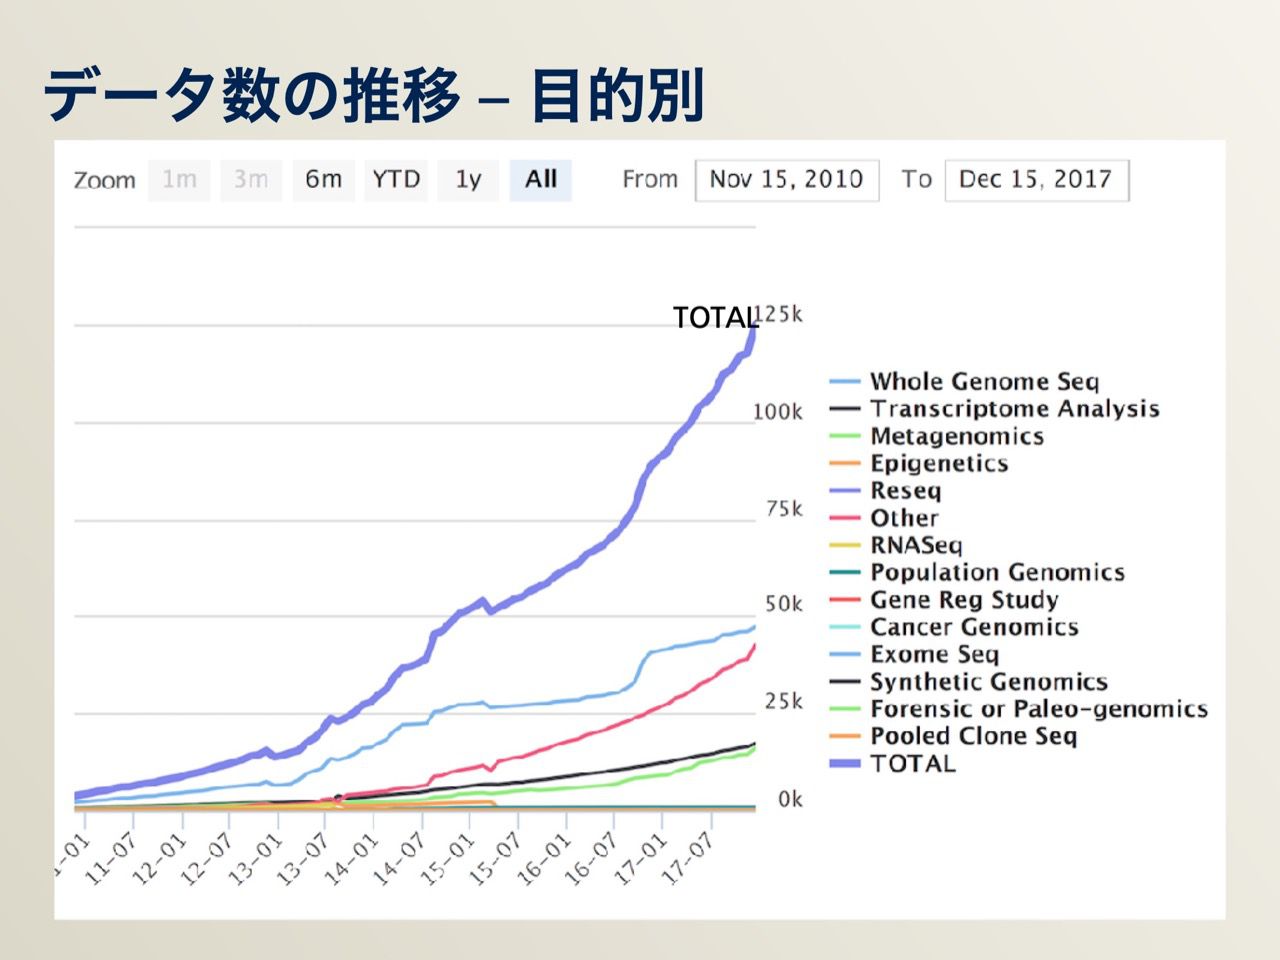 データ数の推移 – 目的別
Zoom 1m 3m 6m YTD 1y All From Nov 15, 2010 To Dec 15, 2017
TOTAL
125k
100k
75k
50k
25k
0k
Whole Genome Seq
Transcriptome Analysis
Metagenomics
Epigenetics
Reseq
Other
RNASeq
Population Genomics
Gene Reg Study
Cancer Genomics
Exome Seq
Synthetic Genomics
Forensic or Paleo-genomics
Pooled Clone Seq
TOTAL
1-01 11-07 12-01 12-07 13-01 13-07 14-01 14-07 15-01 15-07 16-01 16-07 17-01 17-07